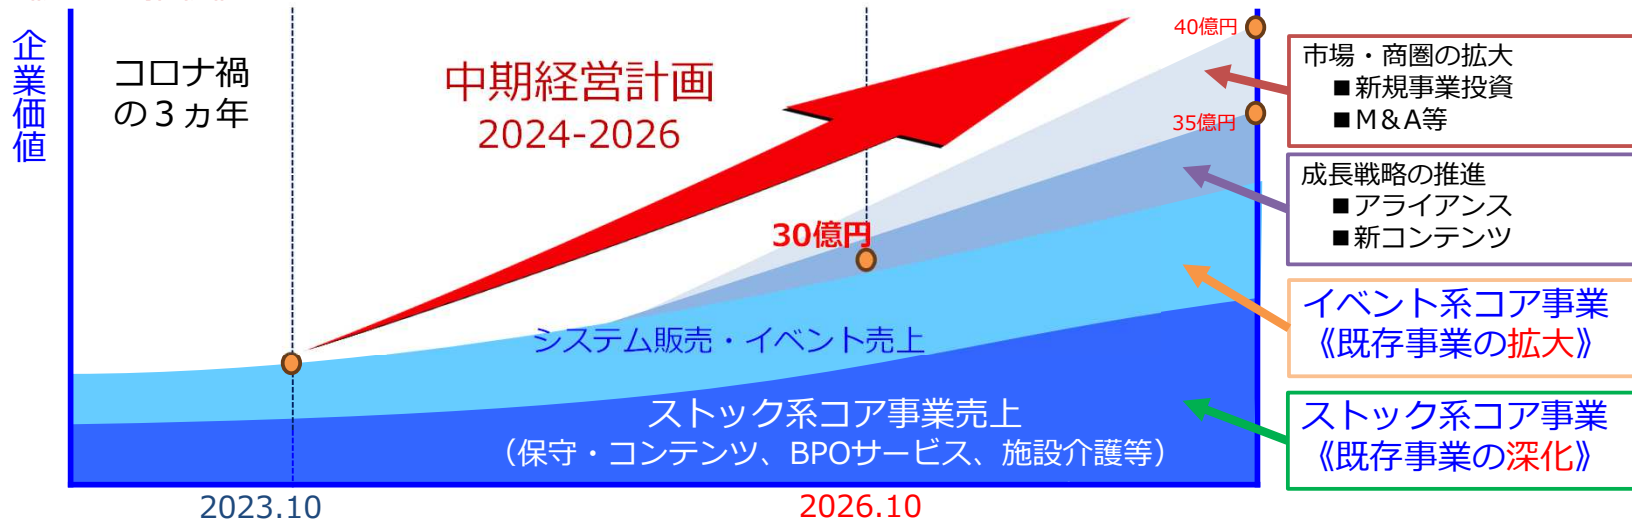 企業価値
コロナ禍
の3ヵ年
中期経営計画
2024-2026
40億円
35億円
30億円
市場・商圏の拡大
■新規事業投資
■M&A等
成長戦略の推進
■アライアンス
■新コンテンツ
イベント系コア事業
《既存事業の拡大》
ストック系コア事業
《既存事業の深化》
システム販売・イベント売上
ストック系コア事業売上
（保守・コンテンツ、BPOサービス、施設介護等）
2023.10
2026.10